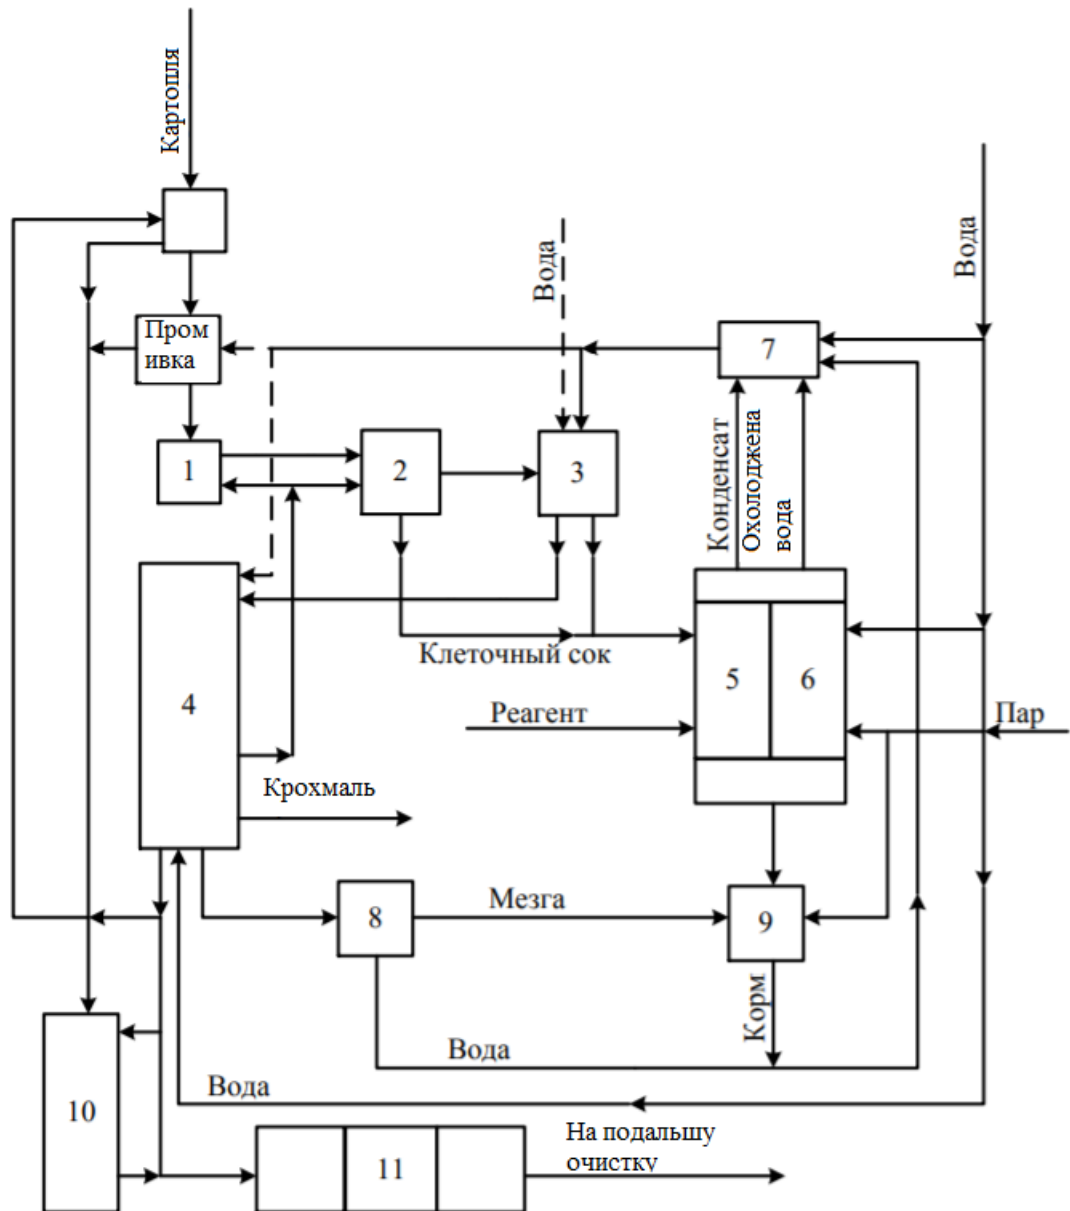 Картопля
Вода
Вода
Пром
ивка
7
1
2
3
Конденсат
Охолоджена
вода
Клеточный сок
4
5
6
Реагент
Пар
Крохмаль
8
Мезга
9
Корм
Вода
Вода
10
11
На подальшу
очистку